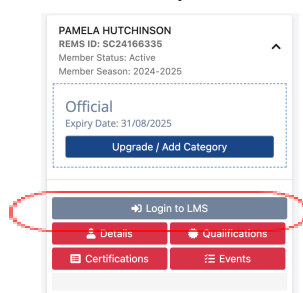 PAMELA HUTCHINSON
REMS ID: SC24166335
Member Status: Active
Member Season: 2024-2025
Official
Expiry Date: 31/08/2025
Upgrade / Add Category
Login to LMS
Details
Qualifications
Certifications
Events